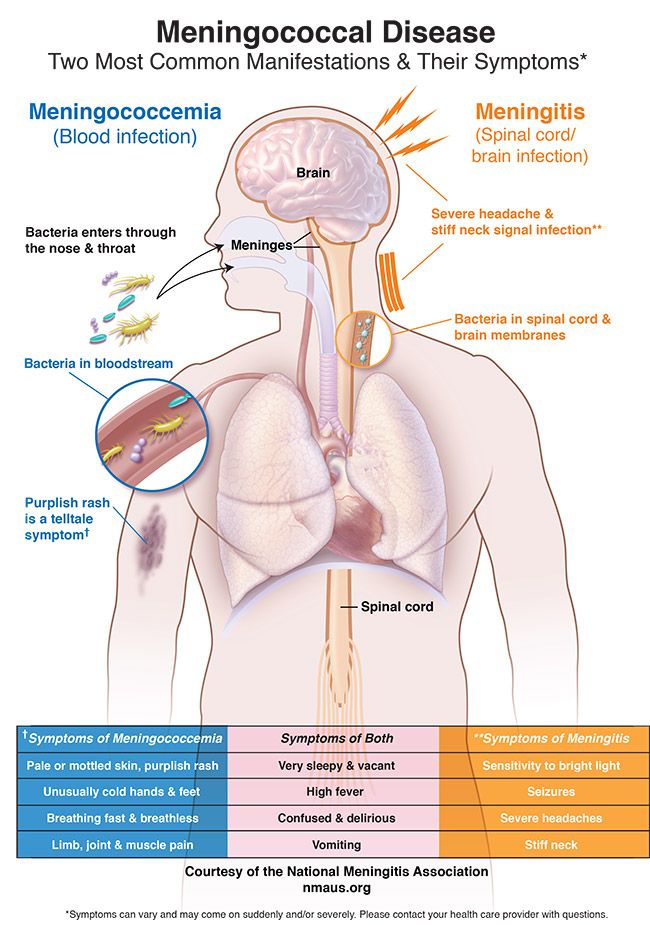 Meningococcal Disease
Two Most Common Manifestations & Their Symptoms*
Meningococcemia
(Blood infection)
Meningitis
(Spinal cord/
brain infection)
Brain
Severe headache &
stiff neck signal infection**
Bacteria enters through
the nose & throat
Meninges
Bacteria in spinal cord &
brain membranes
Bacteria in bloodstream
Purplish rash
is a telltale
symptom†
Spinal cord
†Symptoms of Meningococcemia
Symptoms of Both
**Symptoms of Meningitis
Pale or mottled skin, purplish rash
Very sleepy & vacant
Sensitivity to bright light
Unusually cold hands & feet
High fever
Seizures
Breathing fast & breathless
Confused & delirious
Severe headaches
Limb, joint & muscle pain
Vomiting
Stiff neck
Courtesy of the National Meningitis Association
nmaus.org
*Symptoms can vary and may come on suddenly and/or severely. Please contact your health care provider with questions.